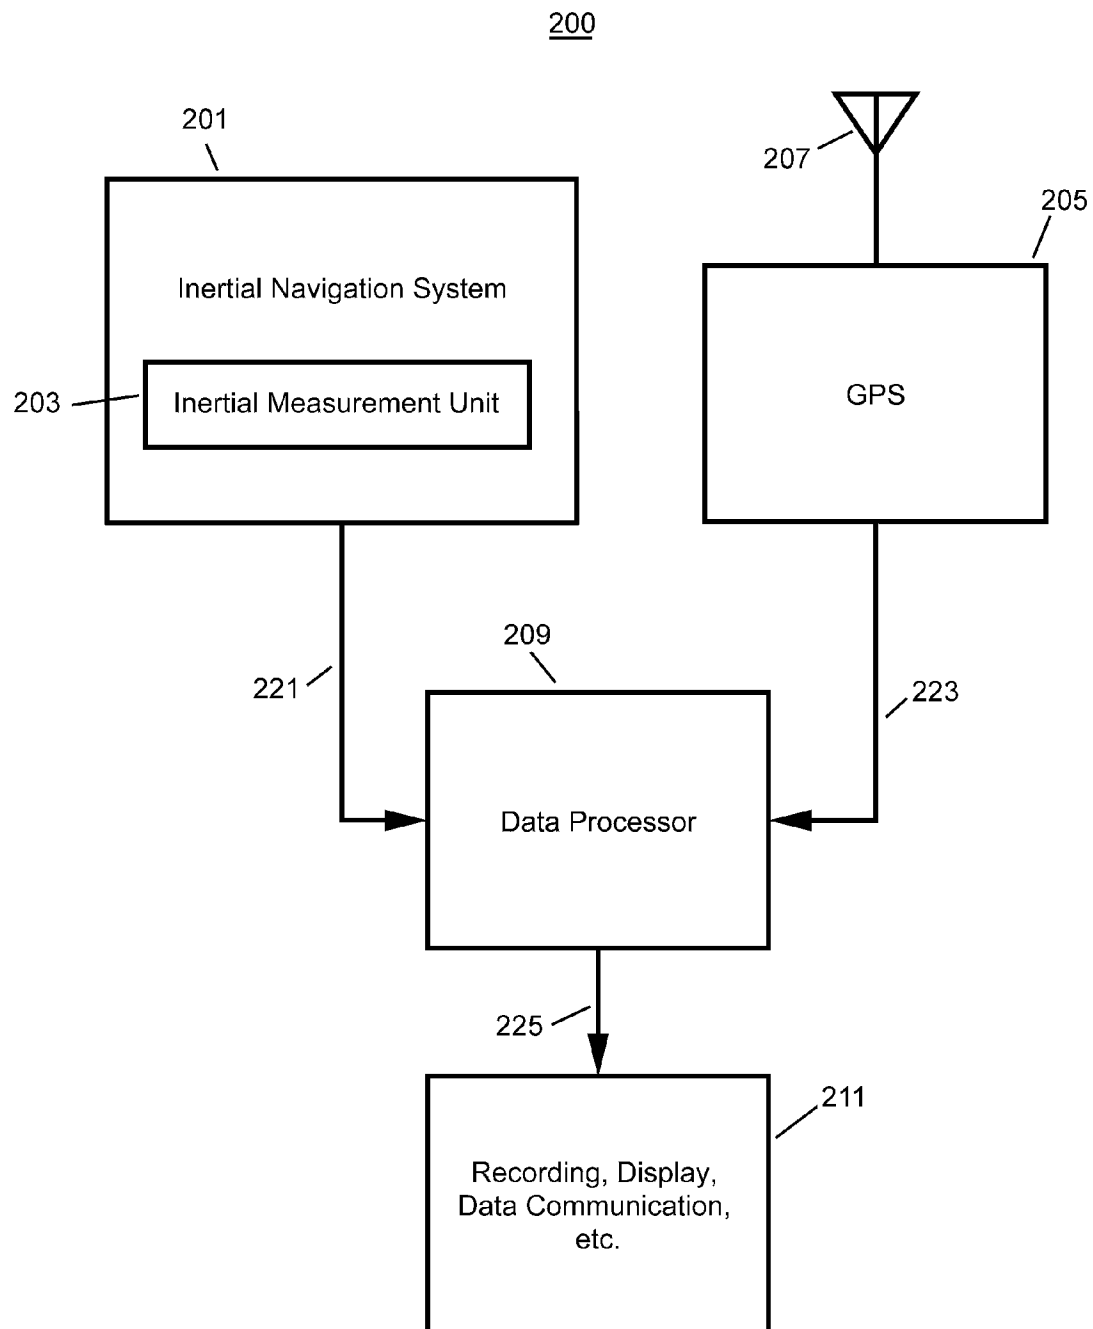 200
201
207
205
Inertial Navigation System
203
Inertial Measurement Unit
GPS
209
221
223
Data Processor
225
211
Recording, Display,
Data Communication,
etc.